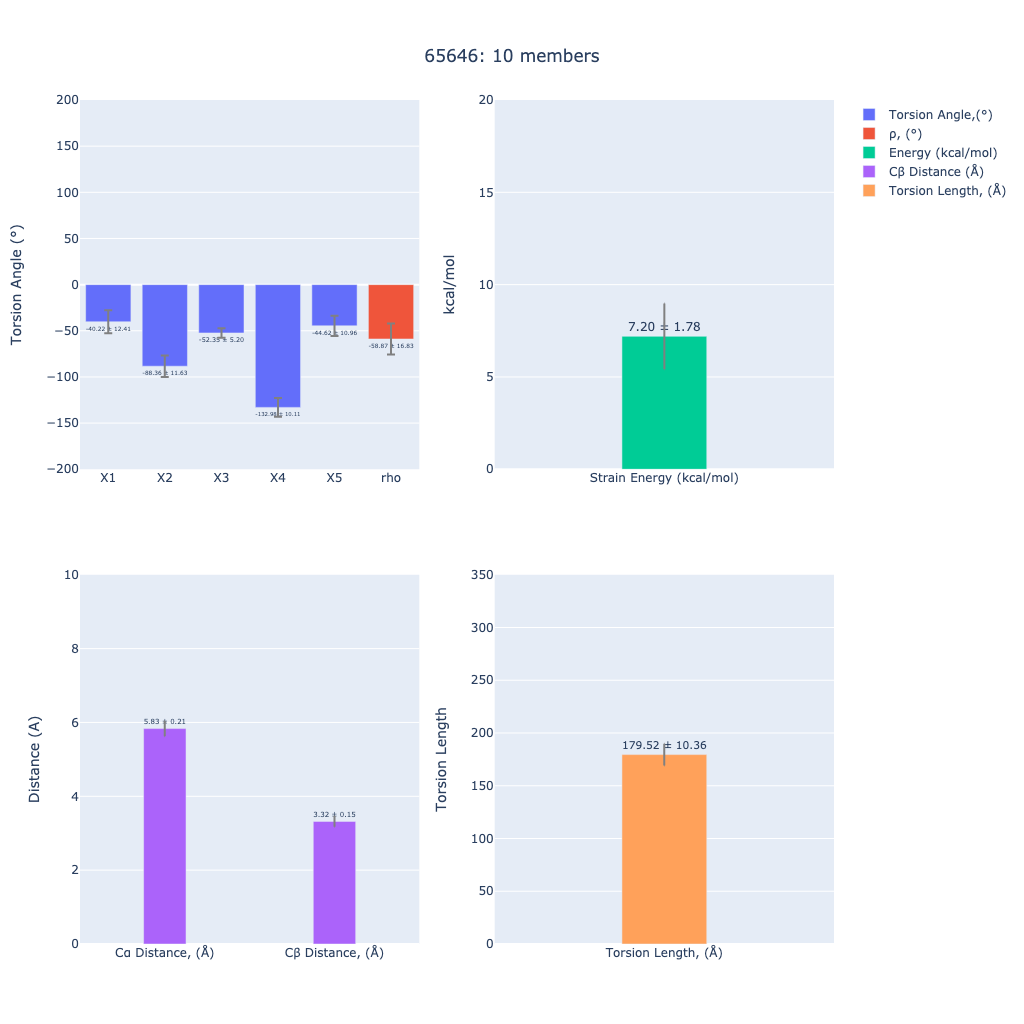 65646: 10 members
Torsion Angle (°)
200
150
100
50
0
−50
−100
−150
−200
-40.22 ± 12.41
-88.36 ± 11.63
-52.35 ± 5.20
-132.98 ± 10.11
-44.62 ± 10.96
-58.87 ± 16.83
X1 X2 X3 X4 X5 rho
kcal/mol
20
15
10
5
0
7.20 ± 1.78
Strain Energy (kcal/mol)
Torsion Angle,(°)
ρ, (°)
Energy (kcal/mol)
Cβ Distance (Å)
Torsion Length, (Å)
Distance (A)
10
8
6
4
2
0
5.83 ± 0.21
3.32 ± 0.15
Cα Distance, (Å) Cβ Distance, (Å)
Torsion Length
350
300
250
200
150
100
50
0
179.52 ± 10.36
Torsion Length, (Å)